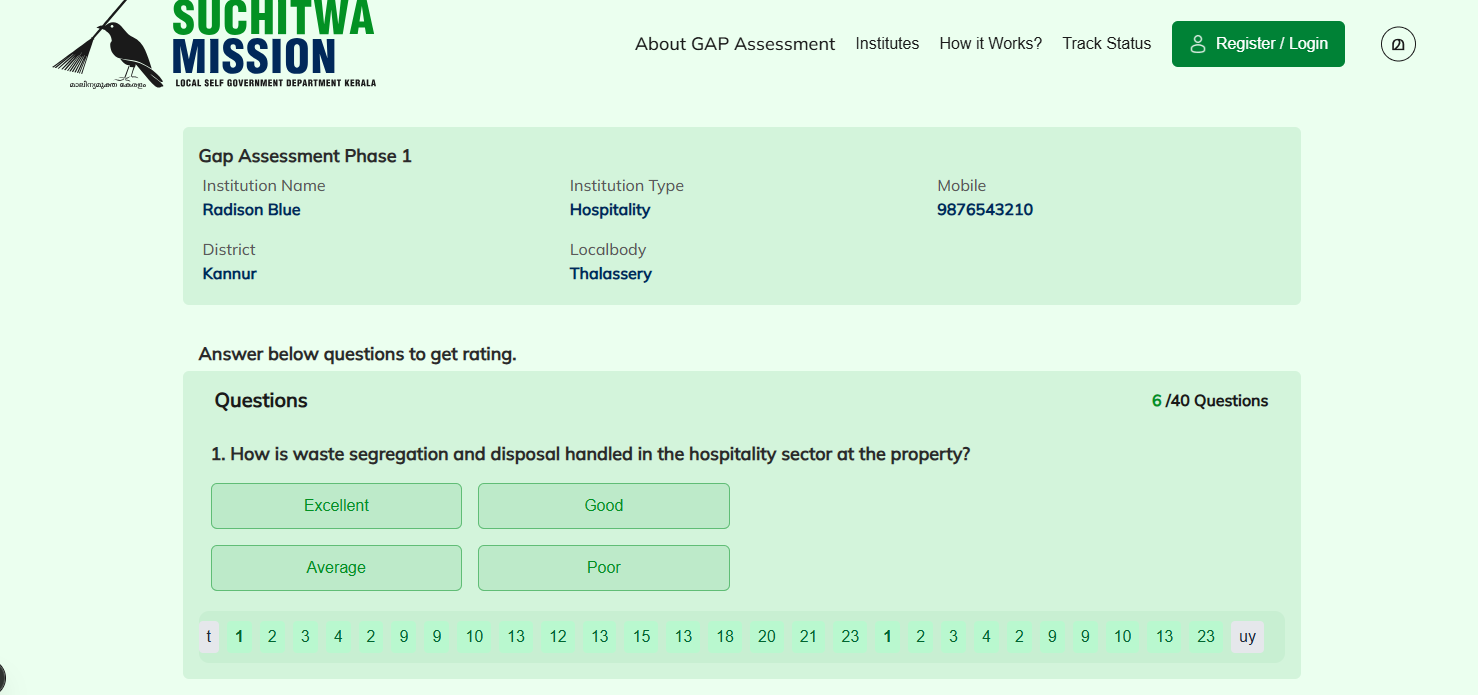 SUCHITWA
MISSION
LOCAL SELF GOVERNMENT DEPARTMENT KERALA
മാലിന്യമുക്ത കേരളം
About GAP Assessment Institutes How it Works? Track Status Register / Login മ
Gap Assessment Phase 1
Institution Name Institution Type Mobile
Radison Blue Hospitality 9876543210
District Localbody
Kannur Thalassery
Answer below questions to get rating.
Questions 6 /40 Questions
1. How is waste segregation and disposal handled in the hospitality sector at the property?
Excellent Good
Average Poor
t 1 2 3 4 2 9 9 10 13 12 13 15 13 18 20 21 23 1 2 3 4 2 9 9 10 13 23 uy